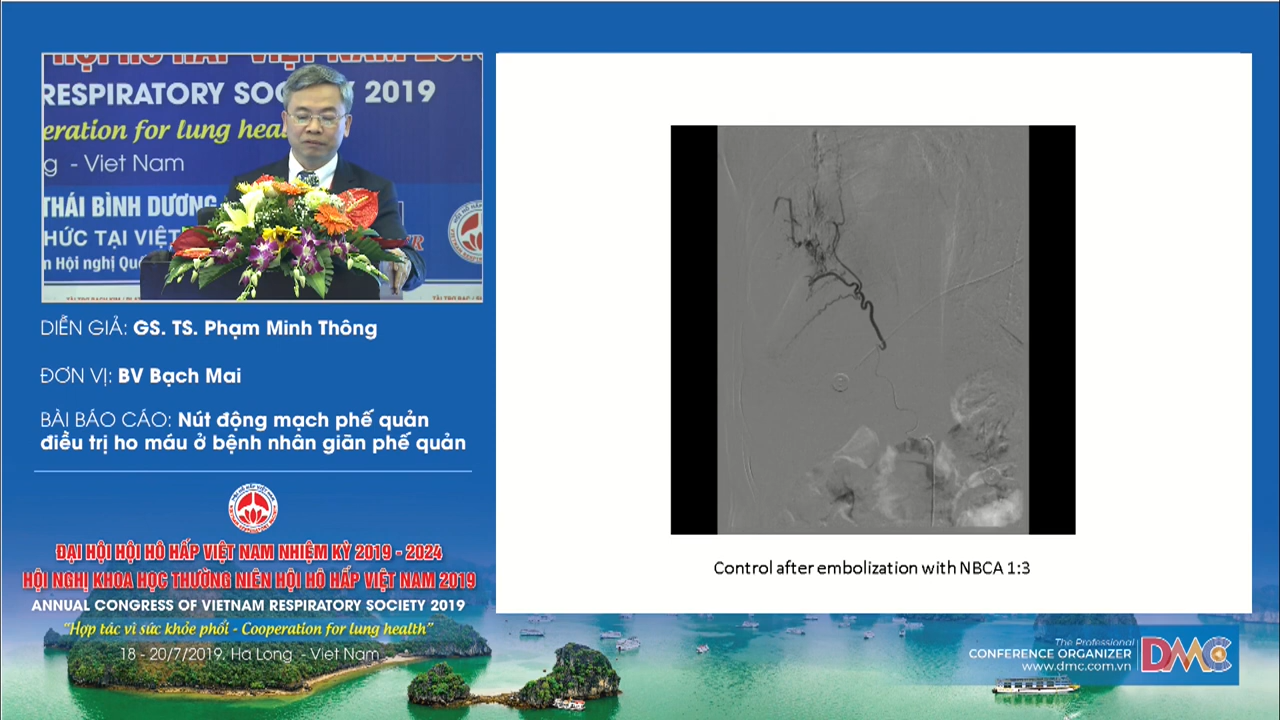 RESPIRATORY SOC Y 2019
eration for lung heal
g - Viet Nam
THÁI BÌNH DƯƠNG
HỨC TẠI VIỆT
n Hội nghị Quố
DIỄN GIẢ: GS. TS. Phạm Minh Thông
ĐƠN VỊ: BV Bạch Mai
BÀI BÁO CÁO: Nút động mạch phế quản
điều trị ho máu ở bệnh nhân giãn phế quản
ĐẠI HỘI HỘI HÔ HẤP VIỆT NAM NHIỆM KỲ 2019 - 2024
HỘI NGHỊ KHOA HỌC THƯỜNG NIÊN HỘI HÔ HẤP VIỆT NAM 2019
ANNUAL CONGRESS OF VIETNAM RESPIRATORY SOCIETY 2019
"Hợp tác vì sức khỏe phổi - Cooperation for lung health"
18 - 20/7/2019. Ha Long - Viet Nam
Control after embolization with NBCA 1:3
The Professional
CONFERENCE ORGANIZER
www.dmc.com.vn
DMC